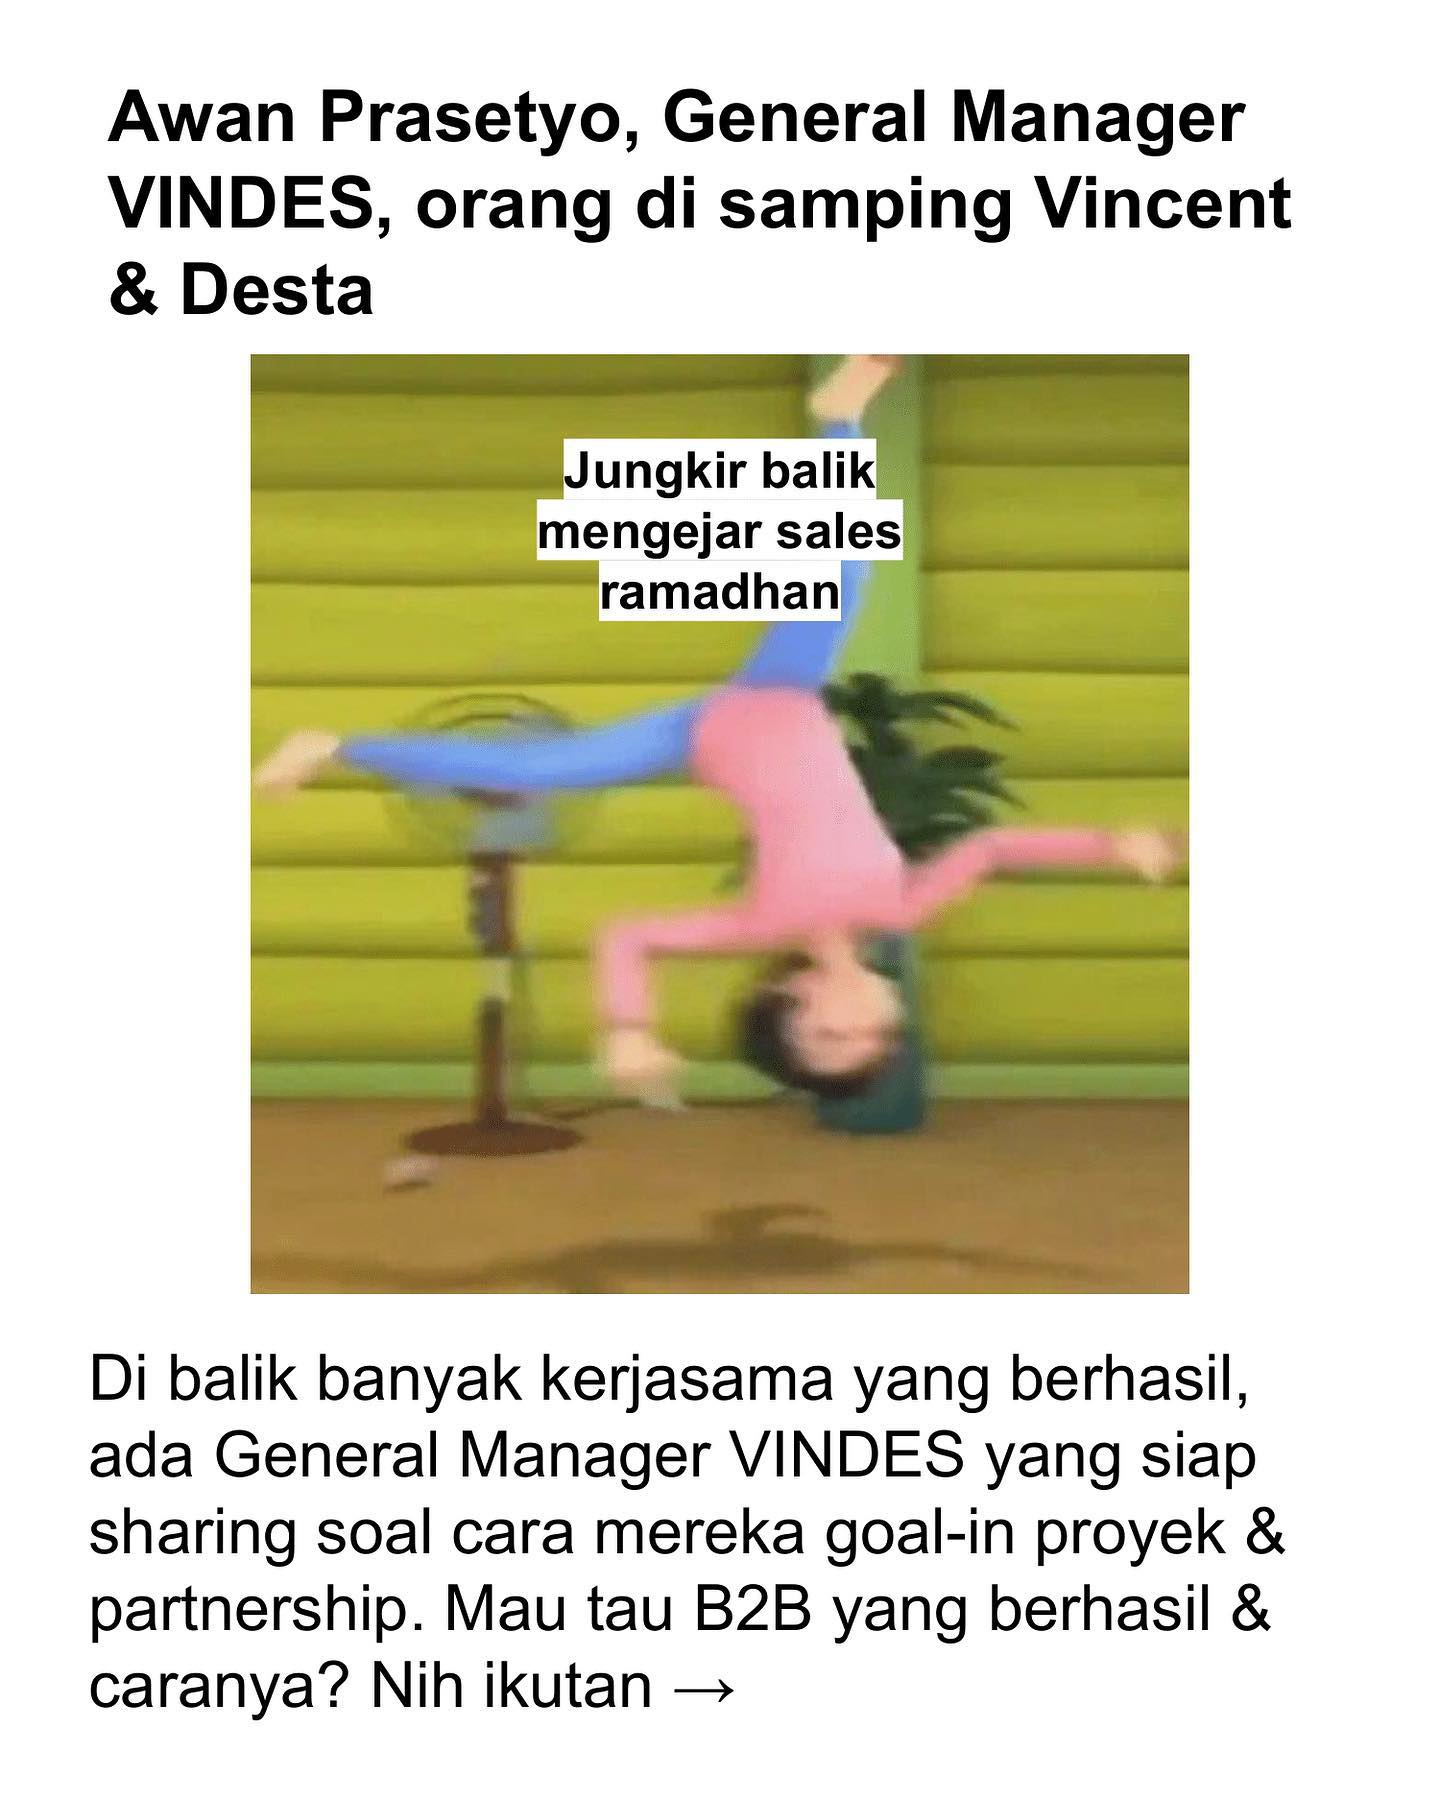 Awan Prasetyo, General Manager
VINDES, orang di samping Vincent
& Desta
Jungkir balik
mengejar sales
ramadhan
Di balik banyak kerjasama yang berhasil,
ada General Manager VINDES yang siap
sharing soal cara mereka goal-in proyek &
partnership. Mau tau B2B yang berhasil &
caranya? Nih ikutan →